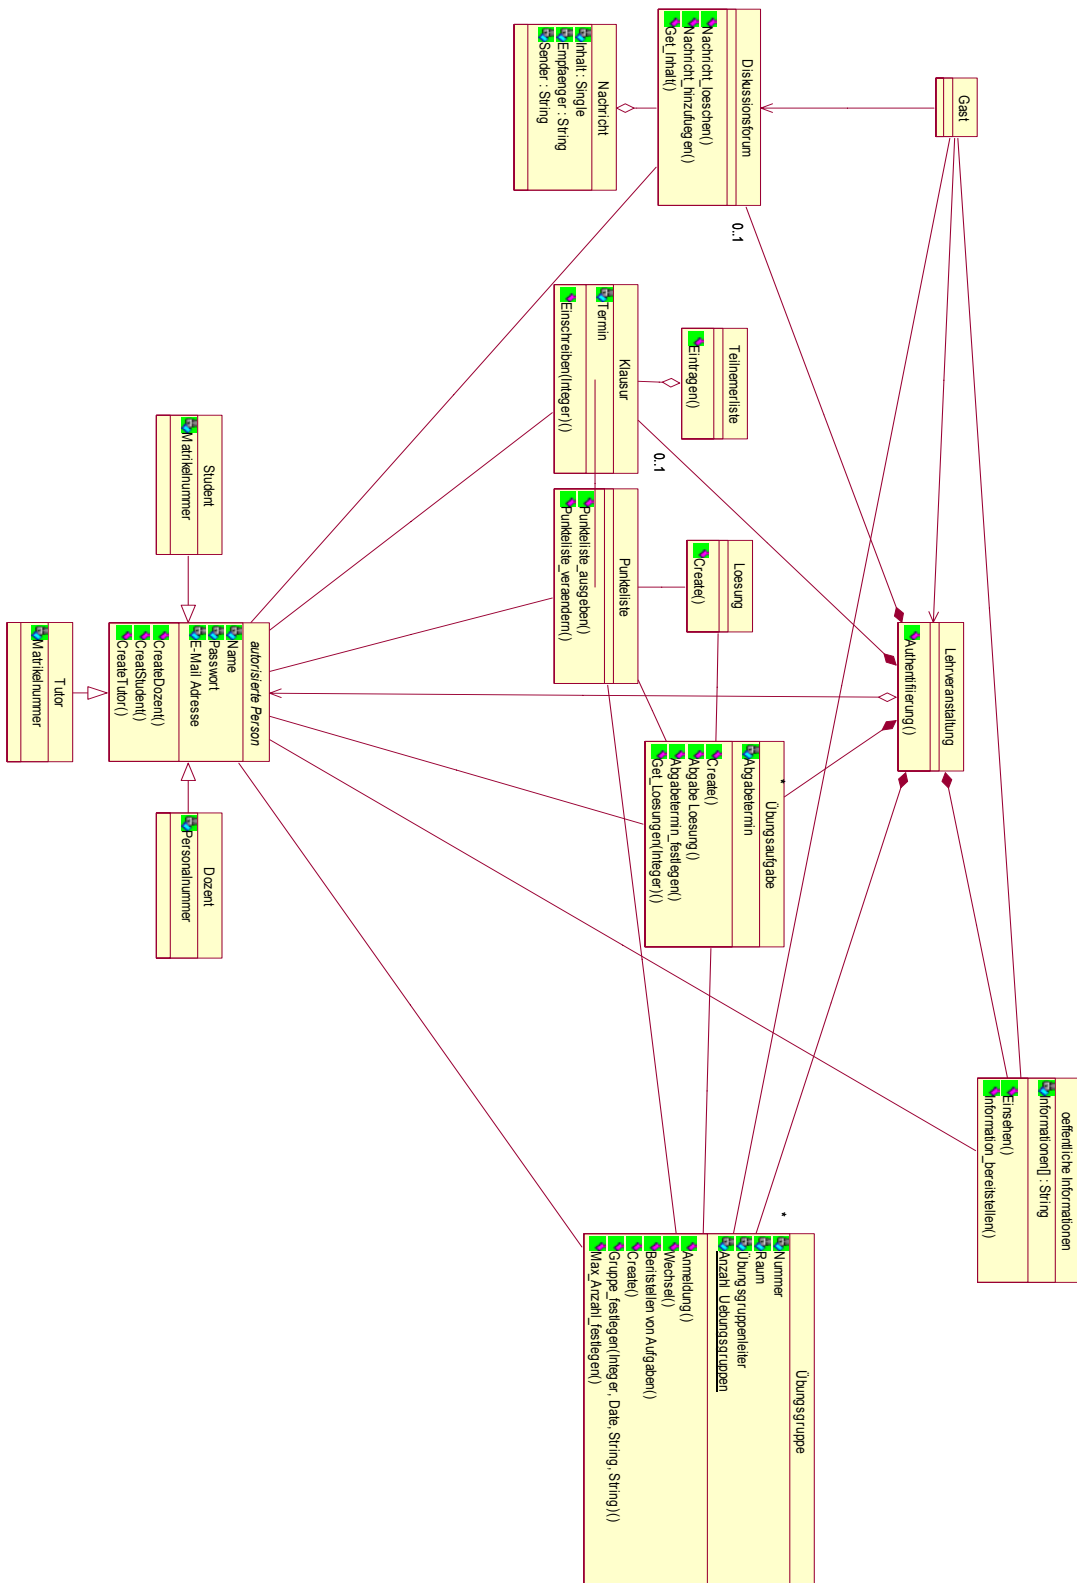 Gast
Diskussionsforum
Nachricht_loeschen()
Nachricht_hinzufuegen()
Get_Inhalt()
Nachricht
Inhalt : Single
Empfaenger : String
Sender : String
0..1
Teilnemerliste
Eintragen()
Klausur
Termin
Einschreiben(Integer)()
0..1
Lehrveranstaltung
Authentifierung()
Loesung
Create()
Punkteliste
Punkteliste_ausgeben()
Punkteliste_veraendern()
Student
Matrikelnummer
autorisierte Person
Name
Passwort
E-Mail Adresse
CreateDozent()
CreatStudent()
CreateTutor()
Tutor
Matrikelnummer
Dozent
Personalnummer
*
Übungsaufgabe
Abgabetermin
Create()
Abgabe Loesung()
Abgabetermin_festlegen()
Get_Loesungen(Integer)()
oeffentliche Informationen
Informationen[] : String
Einsehen()
Information_bereitstellen()
*
Übungsgruppe
Nummer
Raum
Übungsgruppenleiter
Anzahl_Uebungsgruppen
Anmeldung()
Wechsel()
Beritstellen von Aufgaben()
Create()
Gruppe_festlegen(Integer, Date, String, String)()
Max_Anzahl_festlegen()